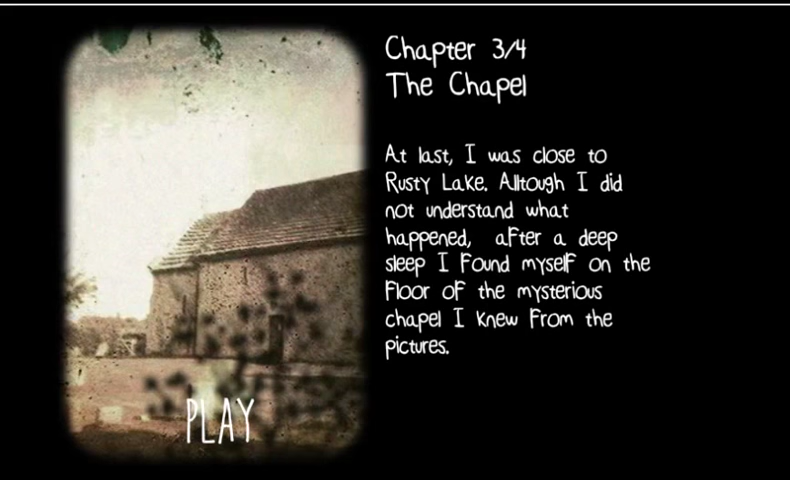 Chapter 3/4
The Chapel
At last, I was close to
Rusty Lake. Alltough I did
not understand what
happened, after a deep
sleep I found myself on the
floor of the mysterious
chapel I knew from the
pictures.
PLAY